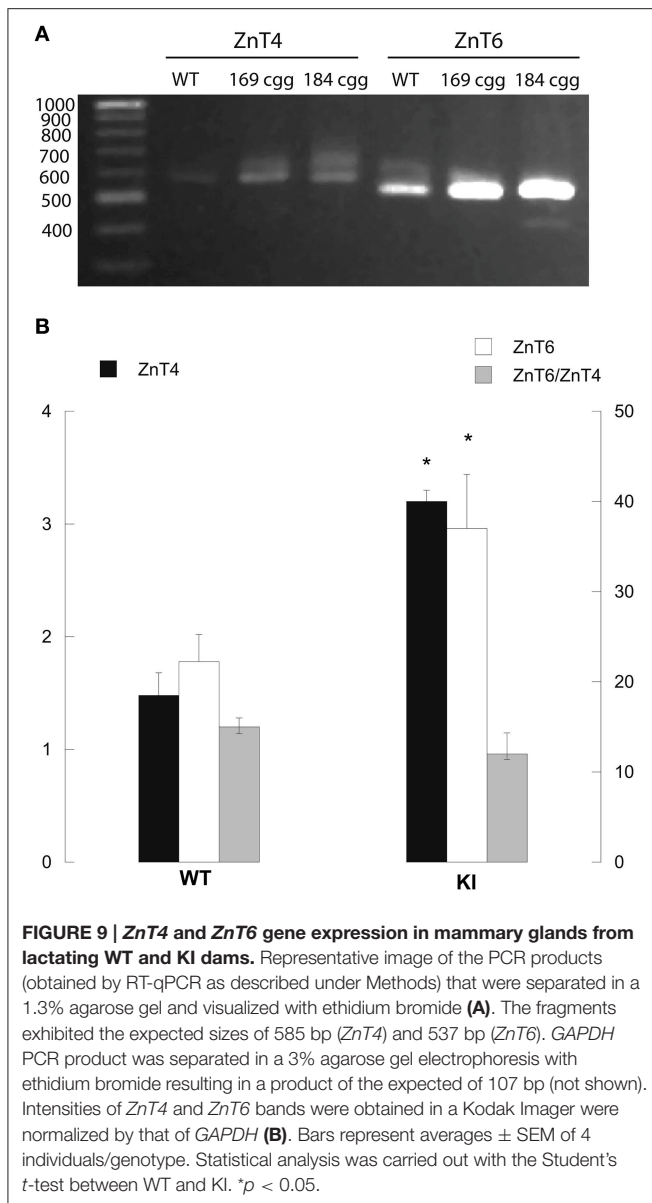 A
ZnT4 ZnT6
WT 169 cgg 184 cgg WT 169 cgg 184 cgg
1000
900
800
700
600
500
400
B
ZnT4
ZnT6
ZnT6/ZnT4
4 50
40
3
* *
30
2
20
1
10
0 0
WT KI
FIGURE 9 | ZnT4 and ZnT6 gene expression in mammary glands from
lactating WT and KI dams. Representative image of the PCR products
(obtained by RT-qPCR as described under Methods) that were separated in a
1.3% agarose gel and visualized with ethidium bromide (A). The fragments
exhibited the expected sizes of 585 bp (ZnT4) and 537 bp (ZnT6). GAPDH
PCR product was separated in a 3% agarose gel electrophoresis with
ethidium bromide resulting in a product of the expected of 107 bp (not shown).
Intensities of ZnT4 and ZnT6 bands were obtained in a Kodak Imager were
normalized by that of GAPDH (B). Bars represent averages ± SEM of 4
individuals/genotype. Statistical analysis was carried out with the Student's
t-test between WT and KI. *p < 0.05.